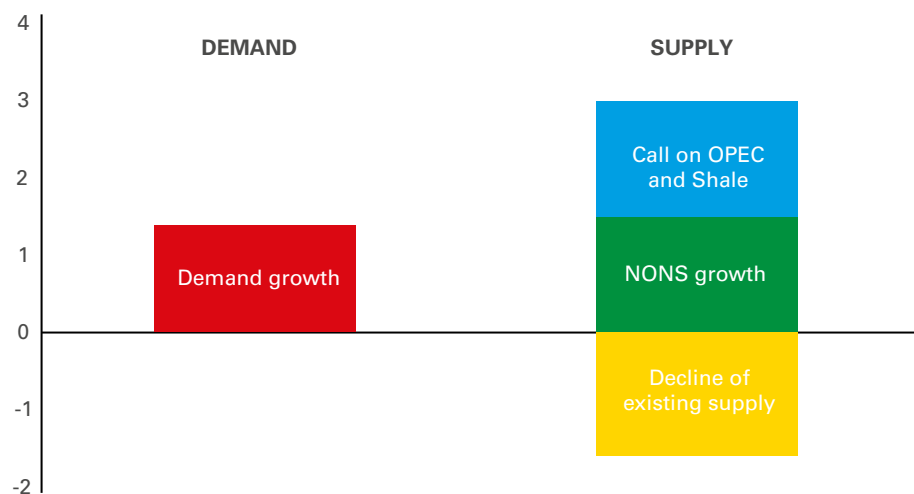 4
DEMAND
SUPPLY
3
Call on OPEC
and Shale
2
1
Demand growth
NONS growth
0
Decline of
existing supply
-1
-2